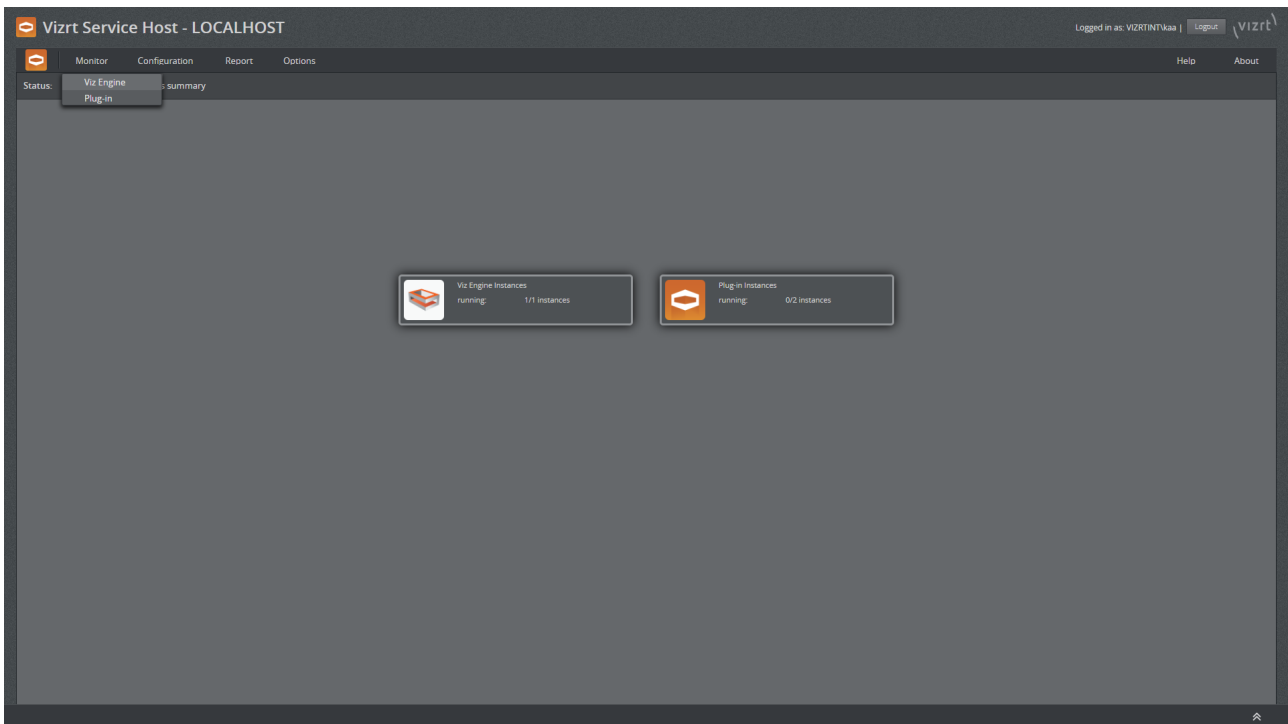 Vizrt Service Host - LOCALHOST
Logged in as: VIZRTINT\kaa | Logout vizrt
Monitor Configuration Report Options Help About
Status: s summary
Viz Engine
Plug-in
Viz Engine Instances
running: 1/1 instances
Plug-in Instances
running: 0/2 instances